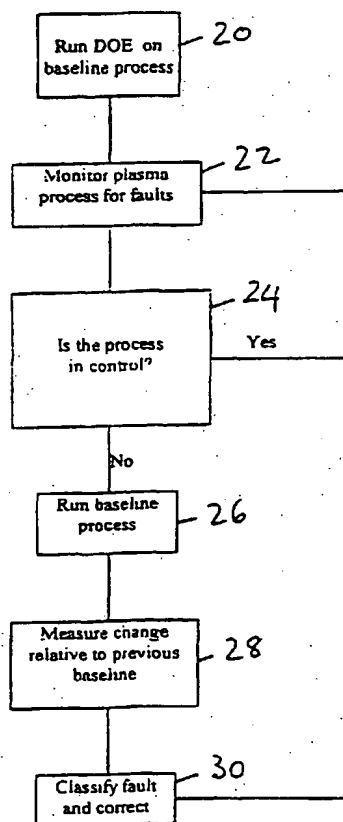 Run DOE on
baseline process
20
Monitor plasma
process for faults
22
Is the process
in control?
24
Yes
No
Run baseline
process
26
Measure change
relative to previous
baseline
28
Classify fault
and correct
30